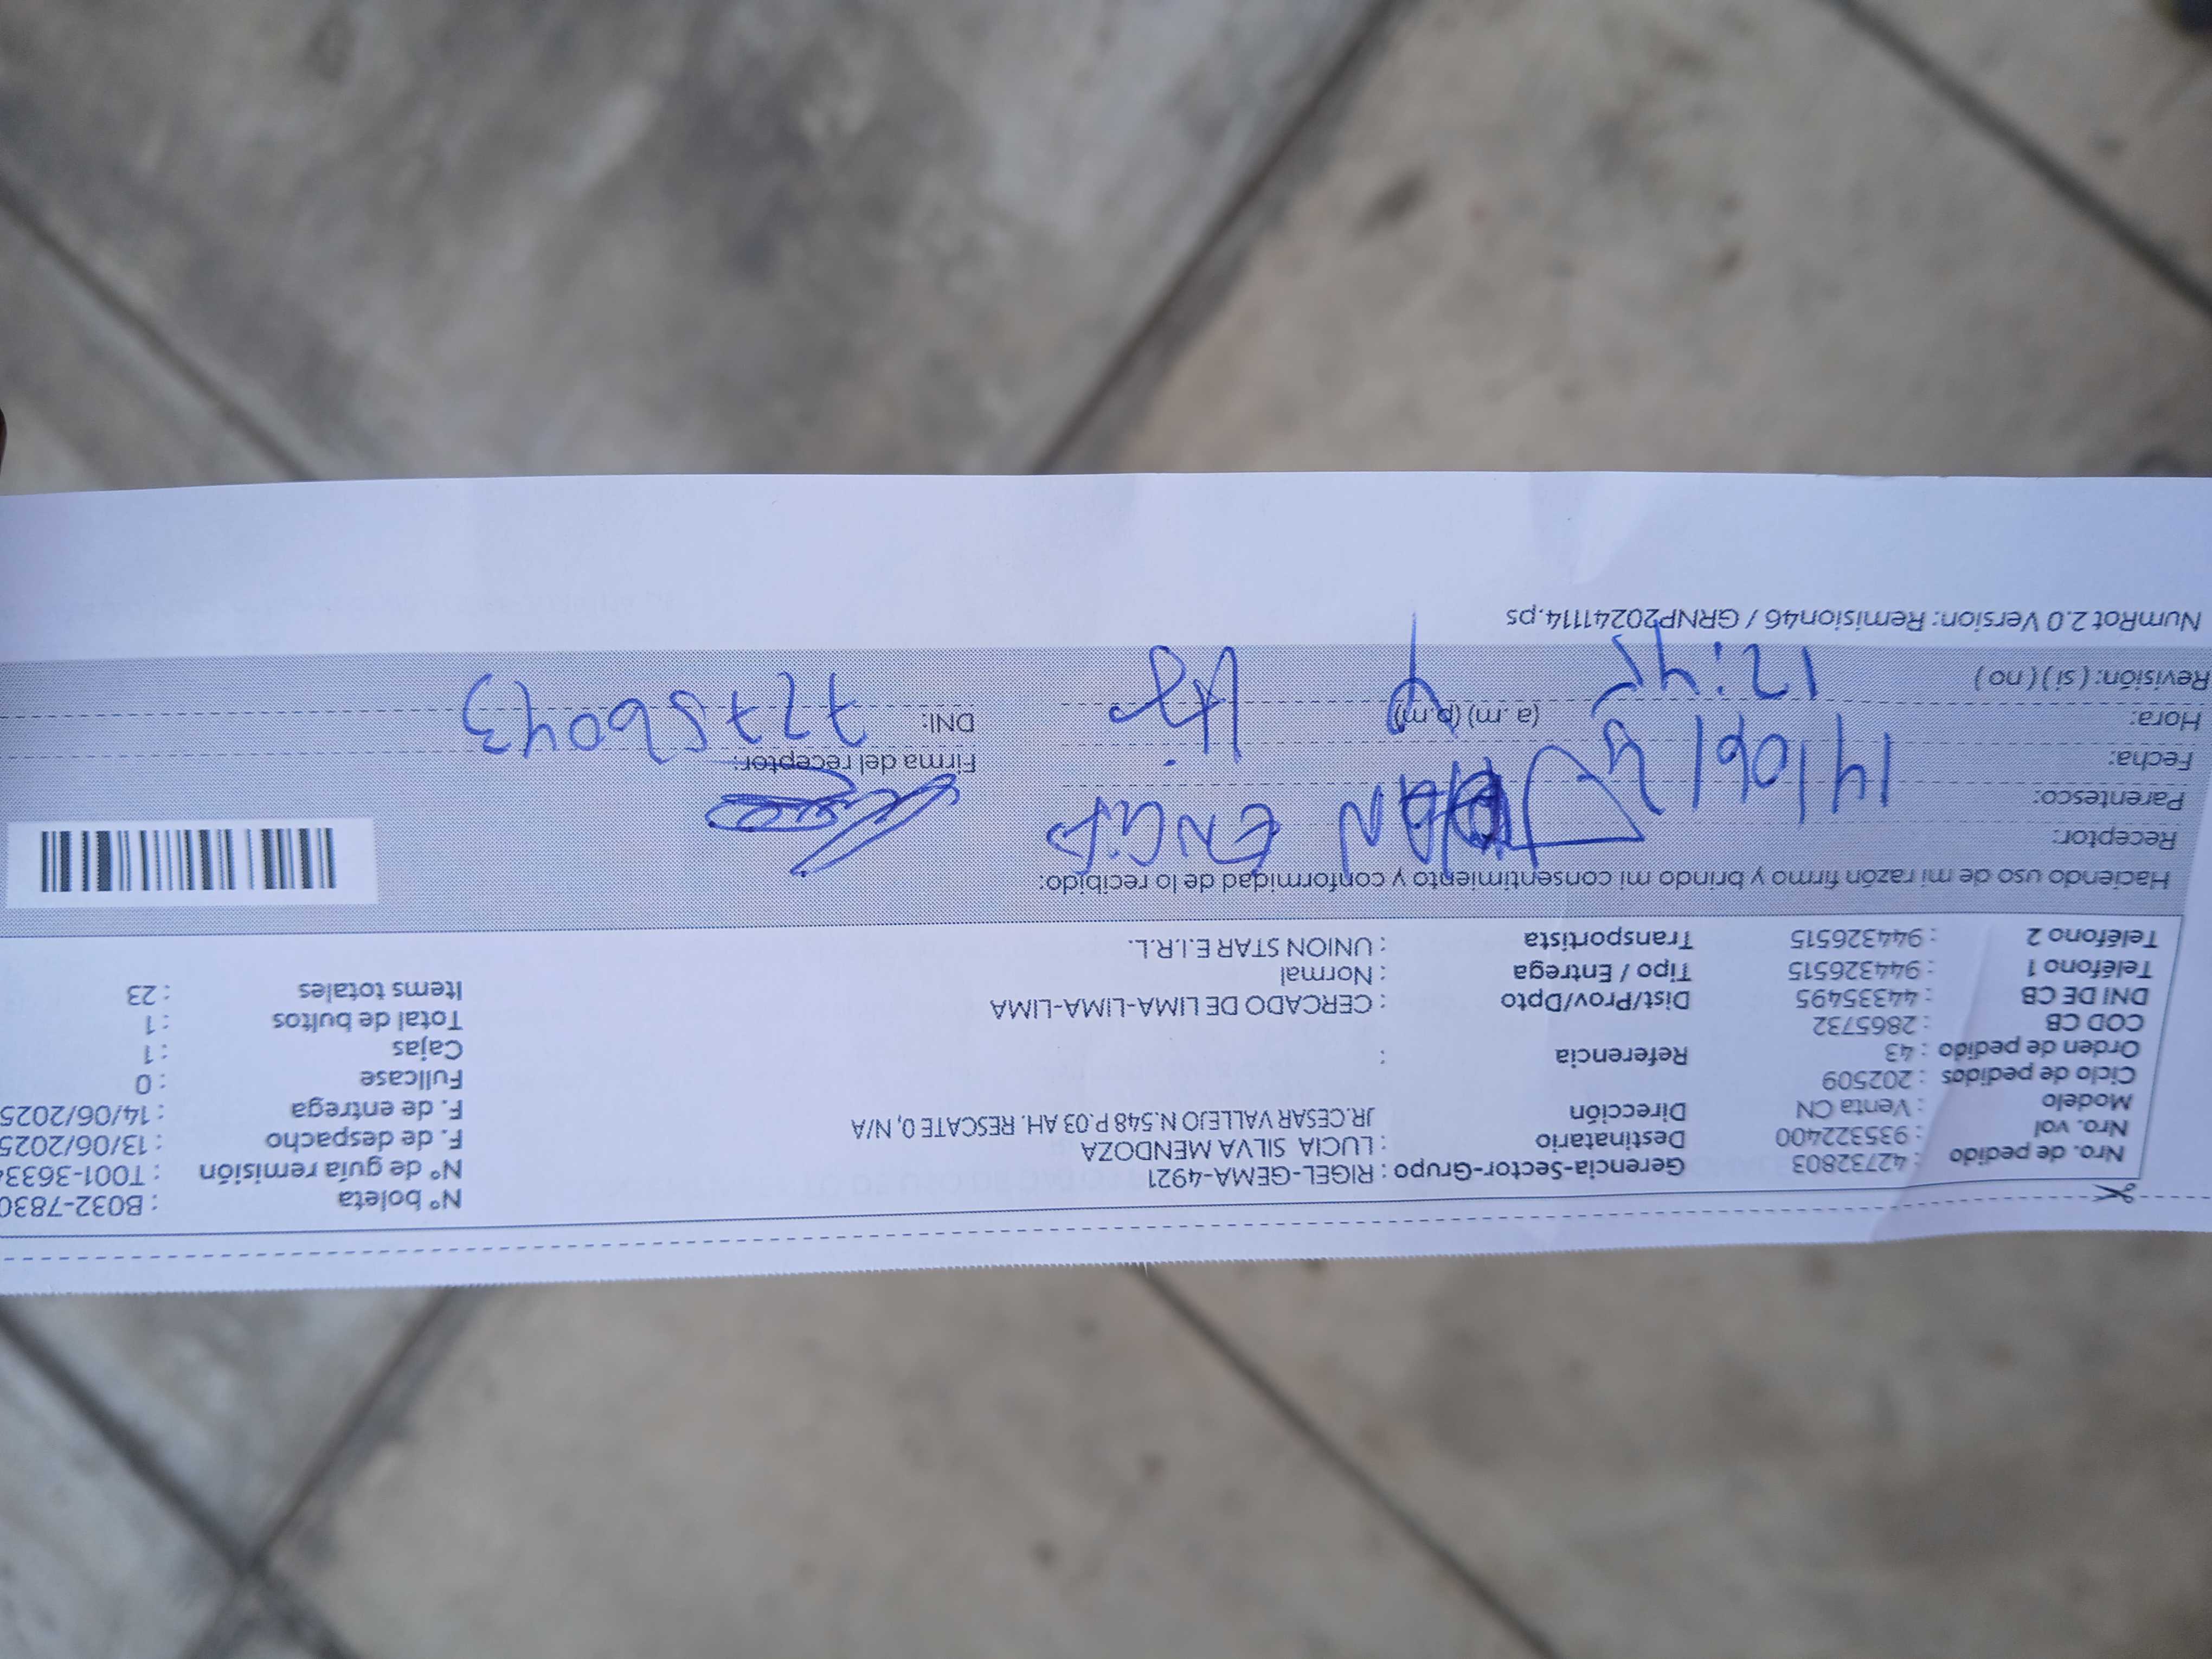 Nro. de pedido : 42732803 Gerencia-Sector-Grupo : RIGEL-GEMA-4921 N° boleta : B032-7830
Nro. vol. : 935322400 Destinatario : LUCIA SILVA MENDOZA N° de guía remisión : T001-3633
Modelo : Venta CN Dirección JR.CESAR VALLEJO N.548 P.03 AH. RESCATE 0, N/A F. de despacho : 13/06/2025
Ciclo de pedidos : 202509 F. de entrega : 14/06/2025
Orden de pedido : 43 Referencia : Fullcase : 0
COD CB : 2865732 Cajas : 1
DNI DE CB : 44335495 Dist/Prov/Dpto : CERCADO DE LIMA-LIMA-LIMA Total de bultos : 1
Teléfono 1 : 944326515 Tipo / Entrega : Normal Items totales : 23
Teléfono 2 : 944326515 Transportista : UNION STAR E.I.R.L.
Haciendo uso de mi razón firmo y brindo mi consentimiento y conformidad de lo recibido:
Receptor:
Parentesco:
Fecha: 14/06/2 Firma del receptor:
Hora: 12:45 (a.m) (p.m) DNI: 77756043
Revisión: ( si ) ( no )
NumRot 2.0 Version: Remision46 / GRNP20241114.ps